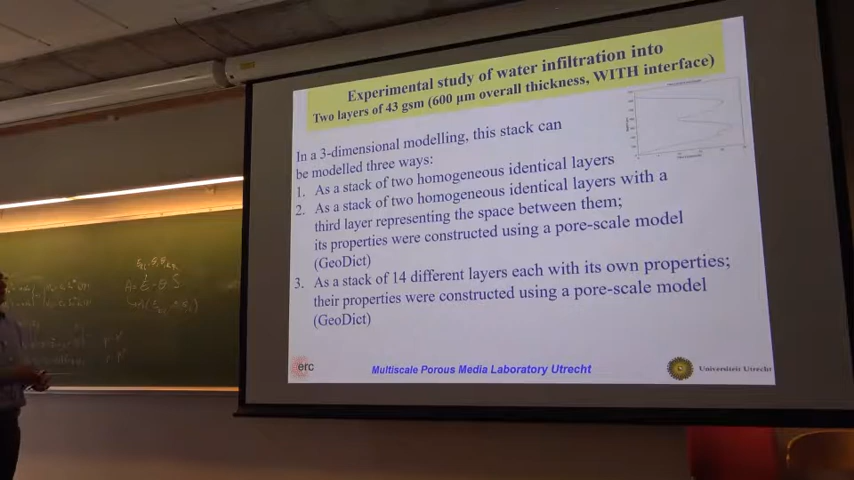 Experimental study of water infiltration into
Two layers of 43 gsm (600 µm overall thickness, WITH interface)
In a 3-dimensional modelling, this stack can
be modelled three ways:
1. As a stack of two homogeneous identical layers
2. As a stack of two homogeneous identical layers with a
third layer representing the space between them;
its properties were constructed using a pore-scale model
(GeoDict)
3. As a stack of 14 different layers each with its own properties;
their properties were constructed using a pore-scale model
(GeoDict)
erc
Multiscale Porous Media Laboratory Utrecht
Universiteit Utrecht